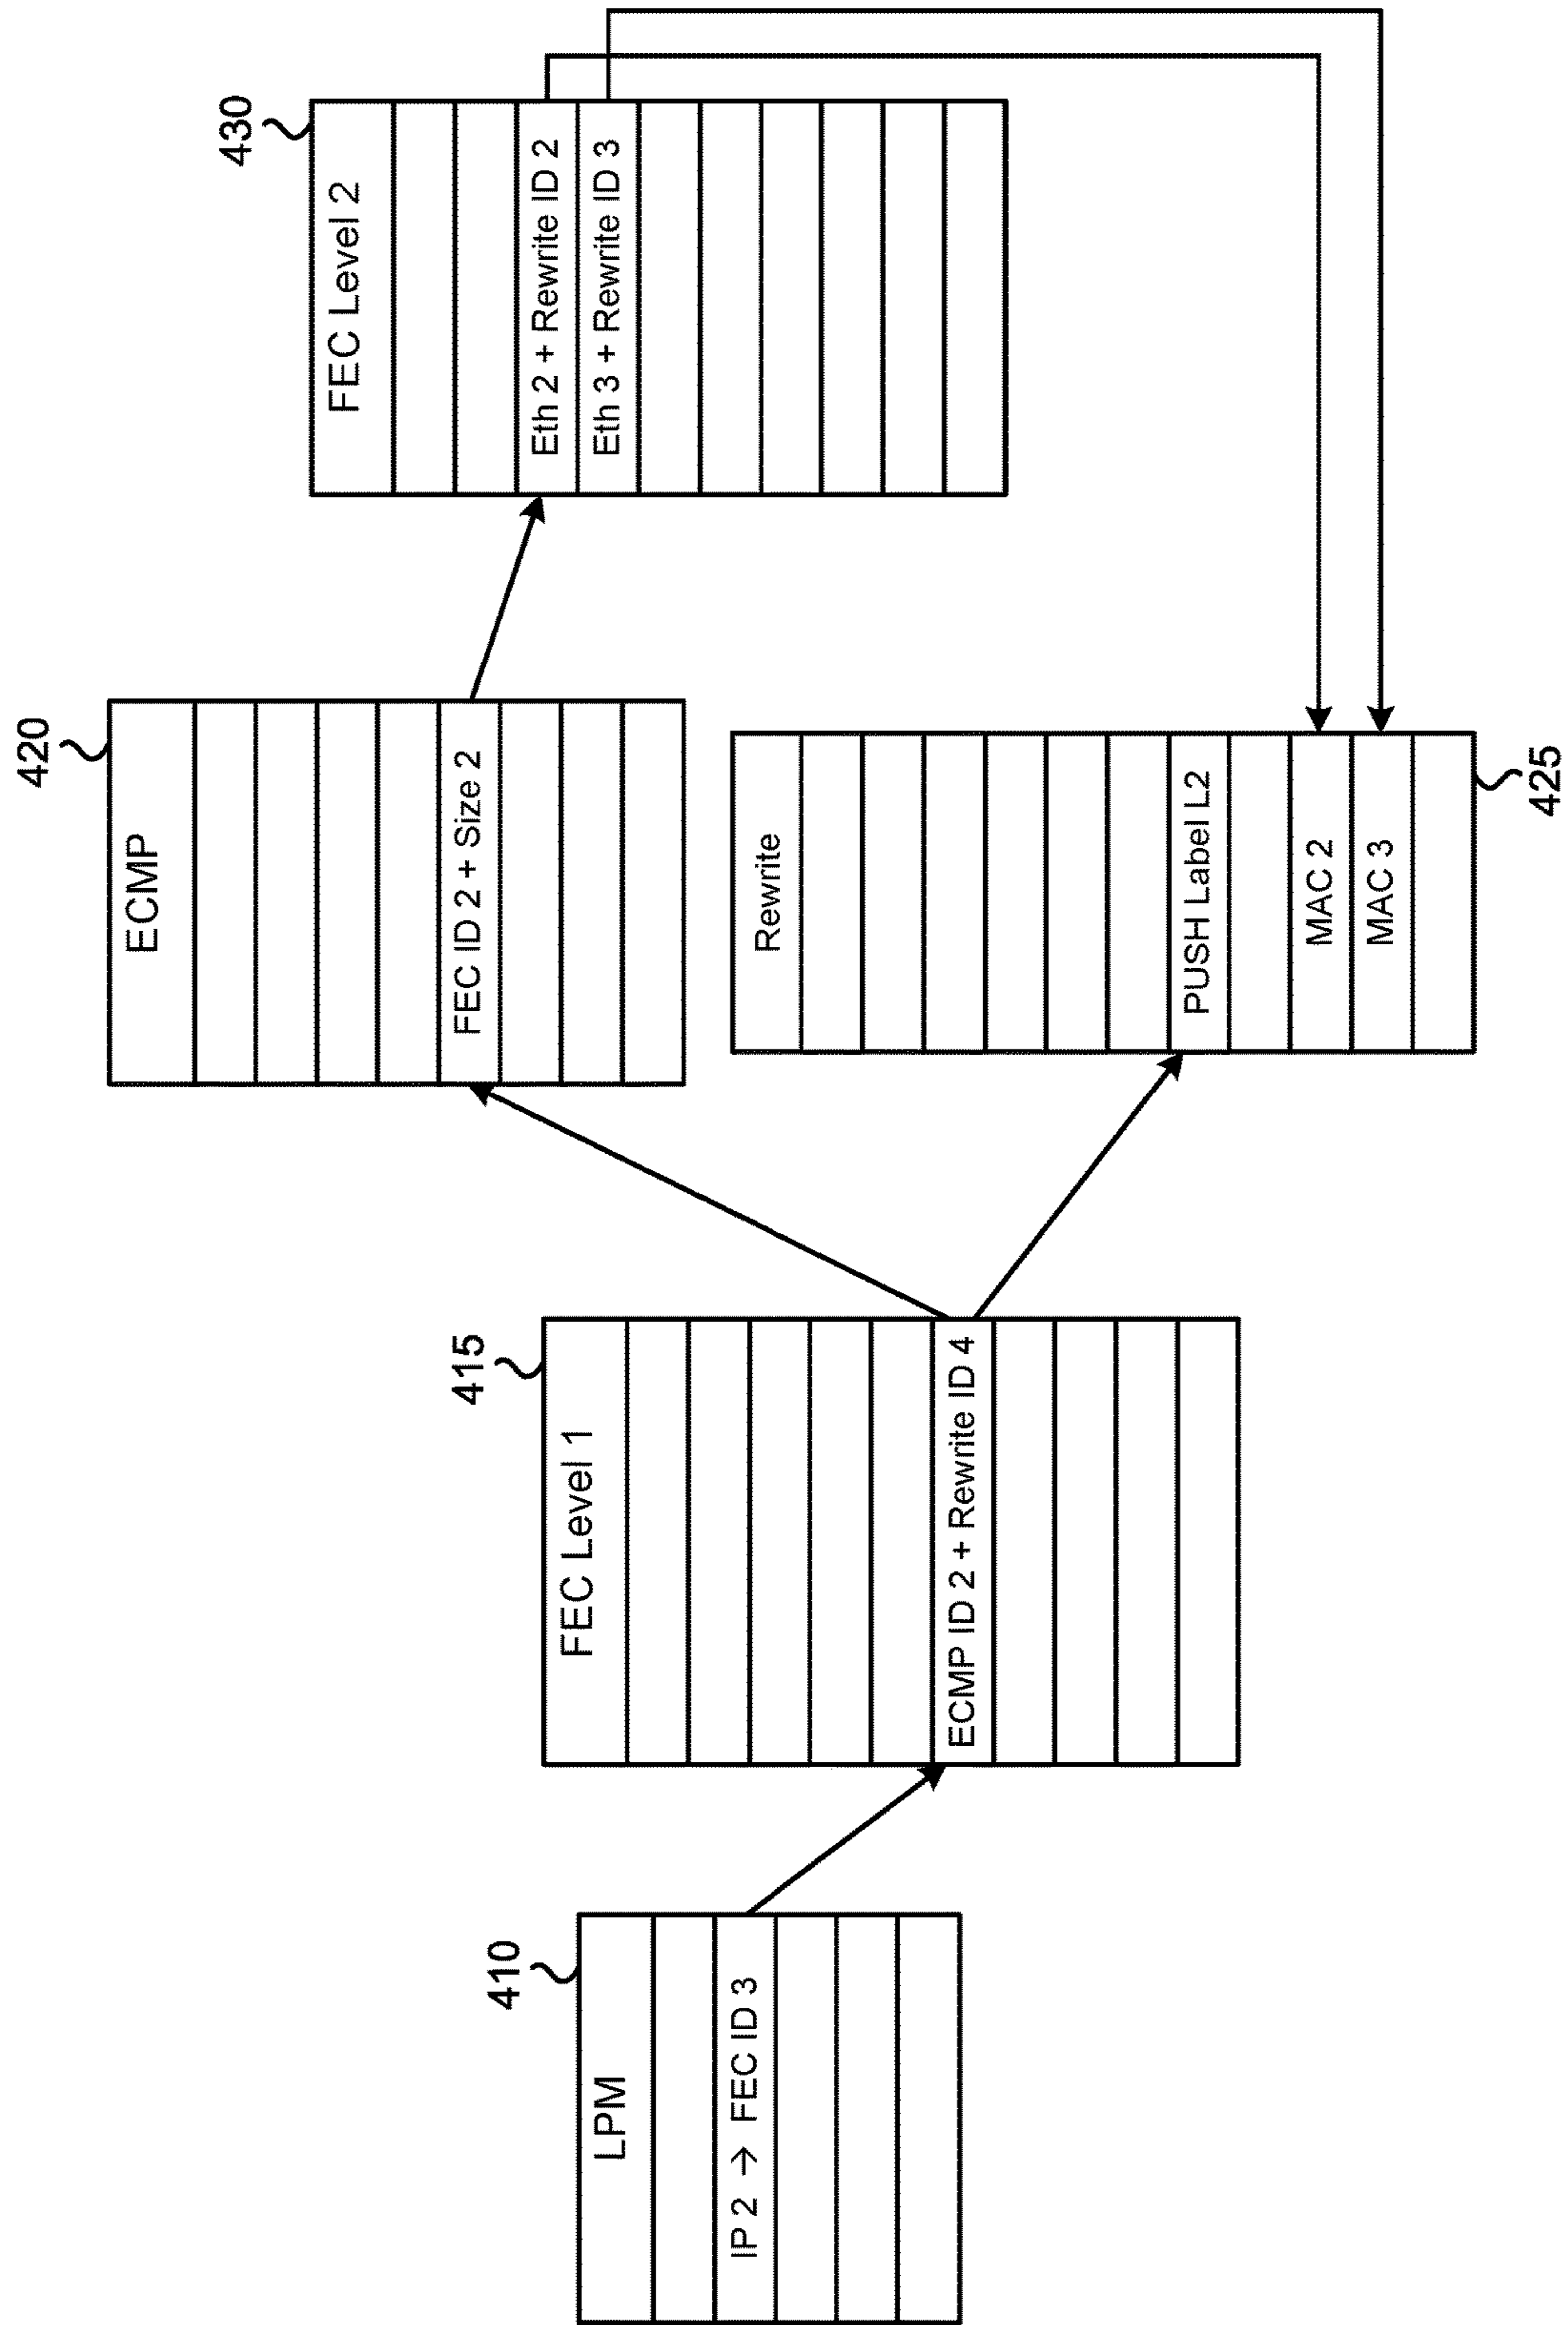 410
LPM
IP 2 → FEC ID 3
415
FEC Level 1
ECMP ID 2 + Rewrite ID 4
420
ECMP
FEC ID 2 + Size 2
Rewrite
PUSH Label L2
MAC 2
MAC 3
425
430
FEC Level 2
Eth 2 + Rewrite ID 2
Eth 3 + Rewrite ID 3